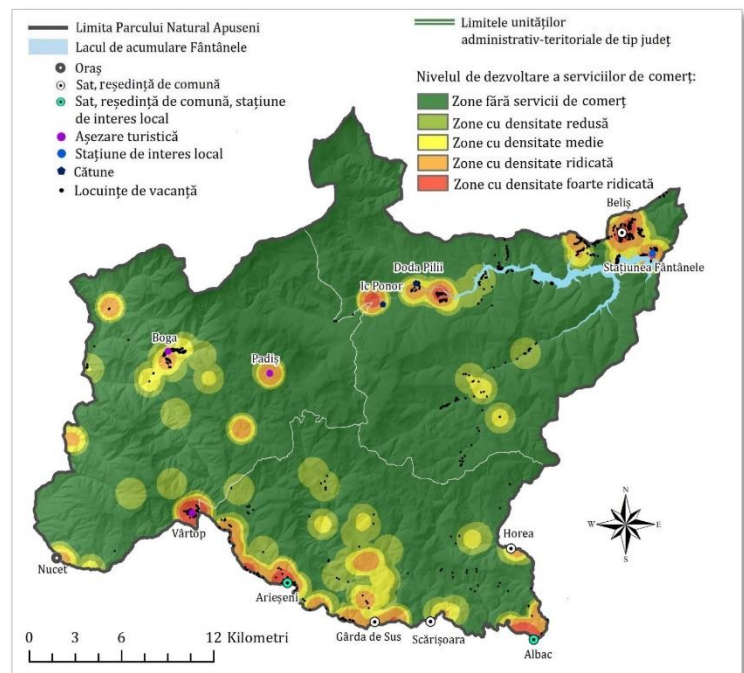 Limita Parcului Natural Apuseni
Lacul de acumulare Fântânele
Oraș
Sat, reședință de comună
Sat, reședință de comună, stațiune
de interes local
Așezare turistică
Stațiune de interes local
Cătune
Locuințe de vacanță
Limitele unităților
administrativ-teritoriale de tip județ
Nivelul de dezvoltare a serviciilor de comerț:
Zone fără servicii de comerț
Zone cu densitate redusă
Zone cu densitate medie
Zone cu densitate ridicată
Zone cu densitate foarte ridicată
Beliș
Stațiunea Fântânele
Doda Pilii
Ic Ponor
Boga
Padiș
Vârtop
Nucet
Arieșeni
Gârda de Sus
Scărișoara
Horea
Albac
N
W
E
S
0 3 6 12 Kilometri